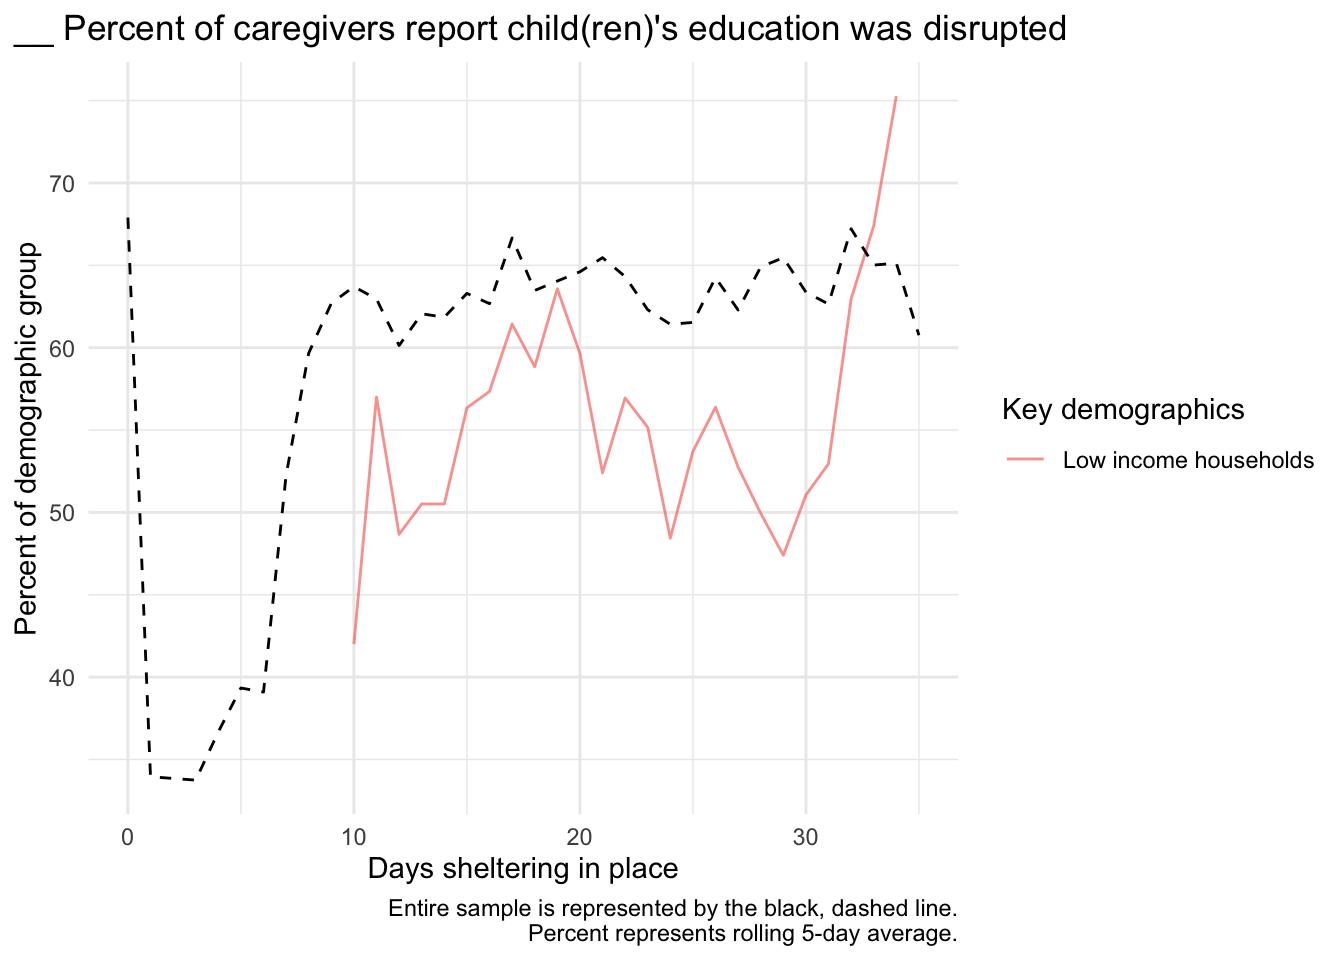 __ Percent of caregivers report child(ren)'s education was disrupted
Percent of demographic group
70
60
50
40
0 10 20 30
Days sheltering in place
Key demographics
Low income households
Entire sample is represented by the black, dashed line.
Percent represents rolling 5-day average.